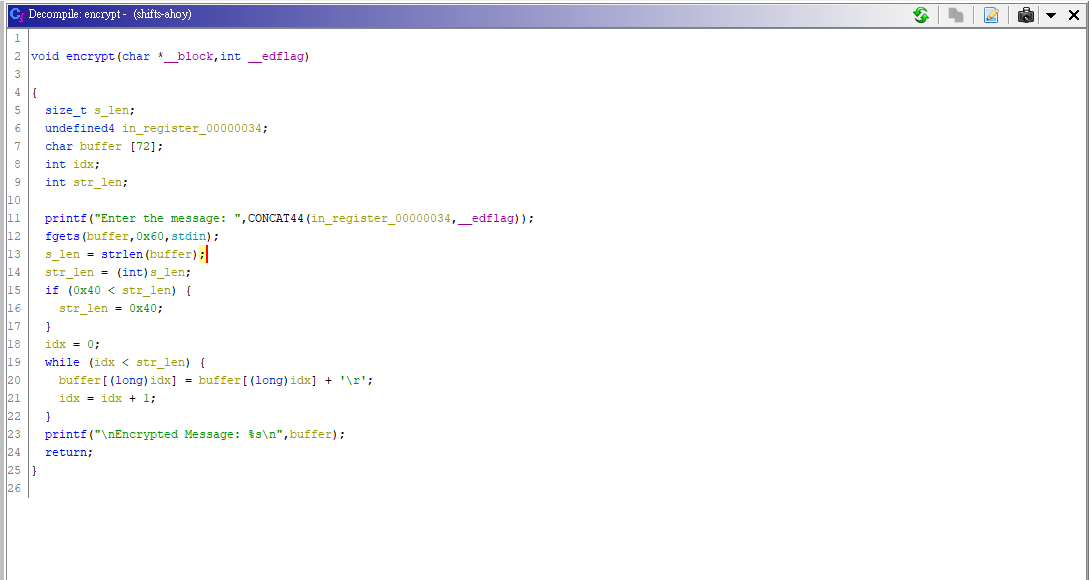 Decompile: encrypt - (shifts-ahoy)
1
2 void encrypt(char *__block,int __edflag)
3
4 {
5 size_t s_len;
6 undefined4 in_register_00000034;
7 char buffer [72];
8 int idx;
9 int str_len;
10
11 printf("Enter the message: ",CONCAT44(in_register_00000034,__edflag));
12 fgets(buffer,0x60,stdin);
13 s_len = strlen(buffer);
14 str_len = (int)s_len;
15 if (0x40 < str_len) {
16 str_len = 0x40;
17 }
18 idx = 0;
19 while (idx < str_len) {
20 buffer[(long)idx] = buffer[(long)idx] + '\r';
21 idx = idx + 1;
22 }
23 printf("\nEncrypted Message: %s\n",buffer);
24 return;
25 }
26